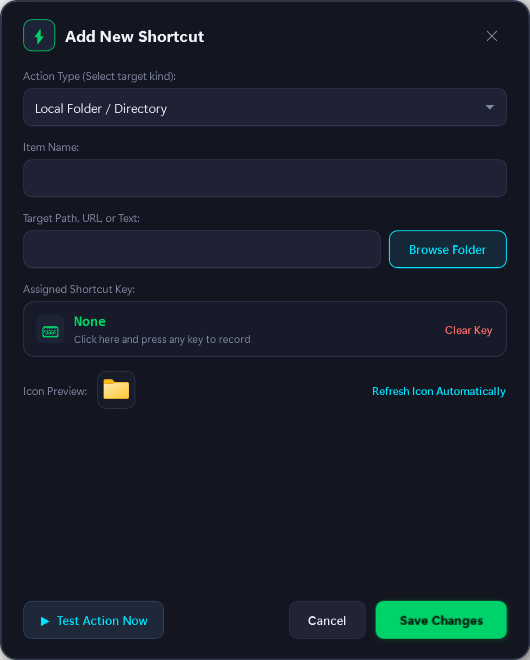 Add New Shortcut
Action Type (Select target kind):
Local Folder / Directory
Item Name:
Target Path, URL, or Text:
Browse Folder
Assigned Shortcut Key:
None
Click here and press any key to record
Clear Key
Icon Preview:
Refresh Icon Automatically
Test Action Now
Cancel
Save Changes